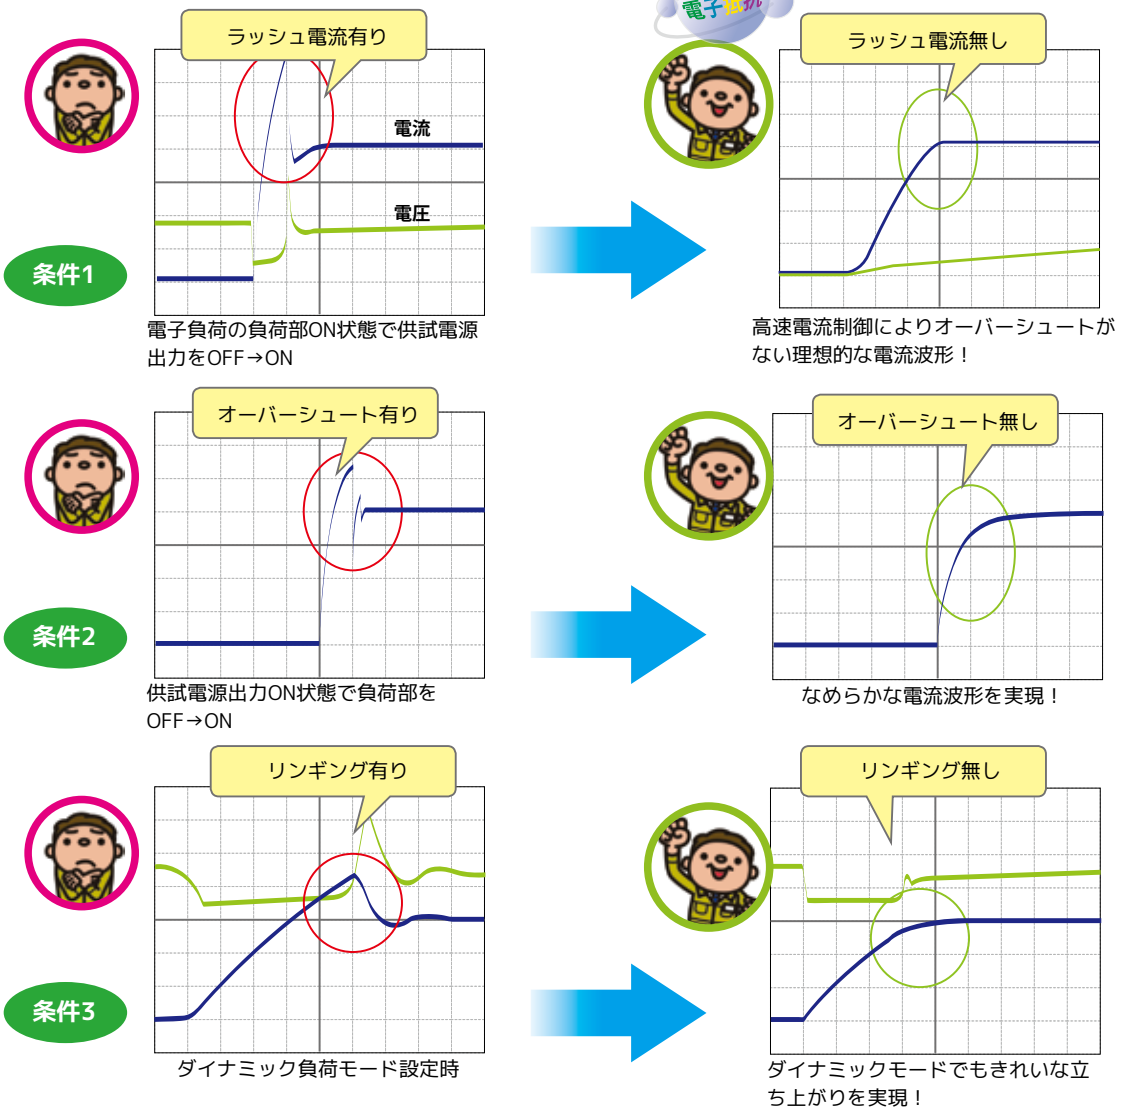 電子抵抗
ラッシュ電流有り
ラッシュ電流無し
電流
電圧
条件1
電子負荷の負荷部ON状態で供試電源
出力をOFF→ON
高速電流制御によりオーバーシュートが
ない理想的な電流波形！
オーバーシュート有り
オーバーシュート無し
条件2
供試電源出力ON状態で負荷部を
OFF→ON
なめらかな電流波形を実現！
リンギング有り
リンギング無し
条件3
ダイナミック負荷モード設定時
ダイナミックモードでもきれいな立
ち上がりを実現！